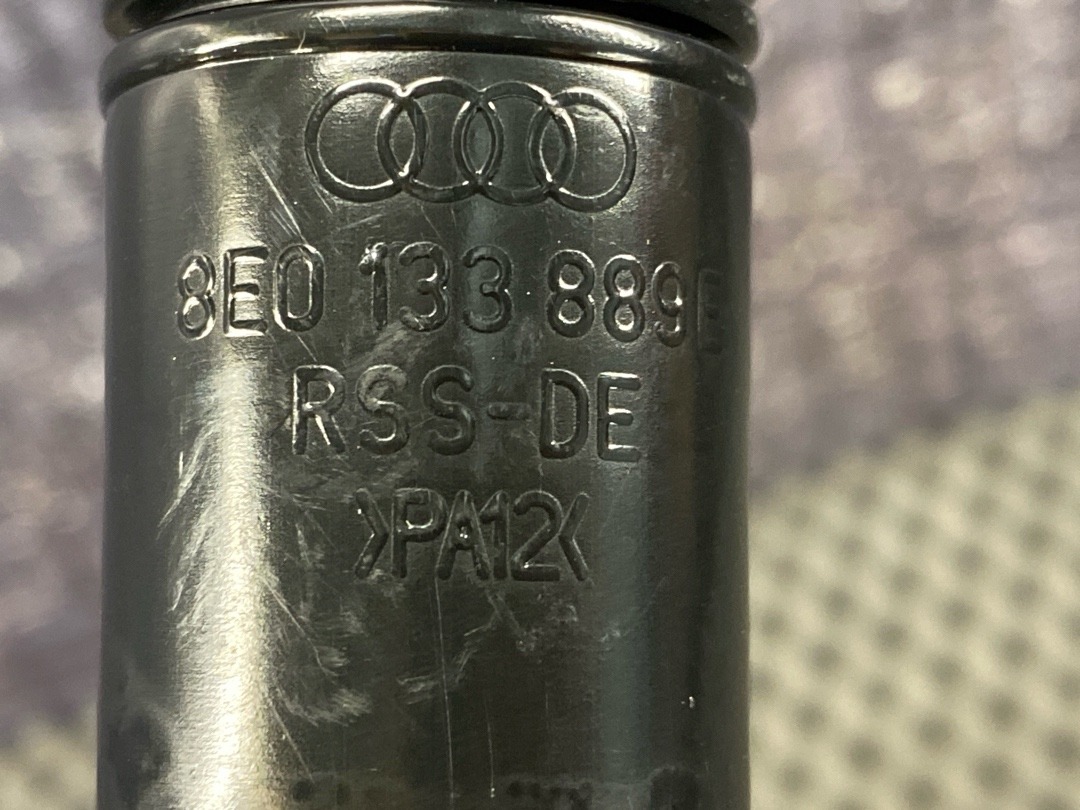 8E0 133 889E
RSS-DE
>PA12<